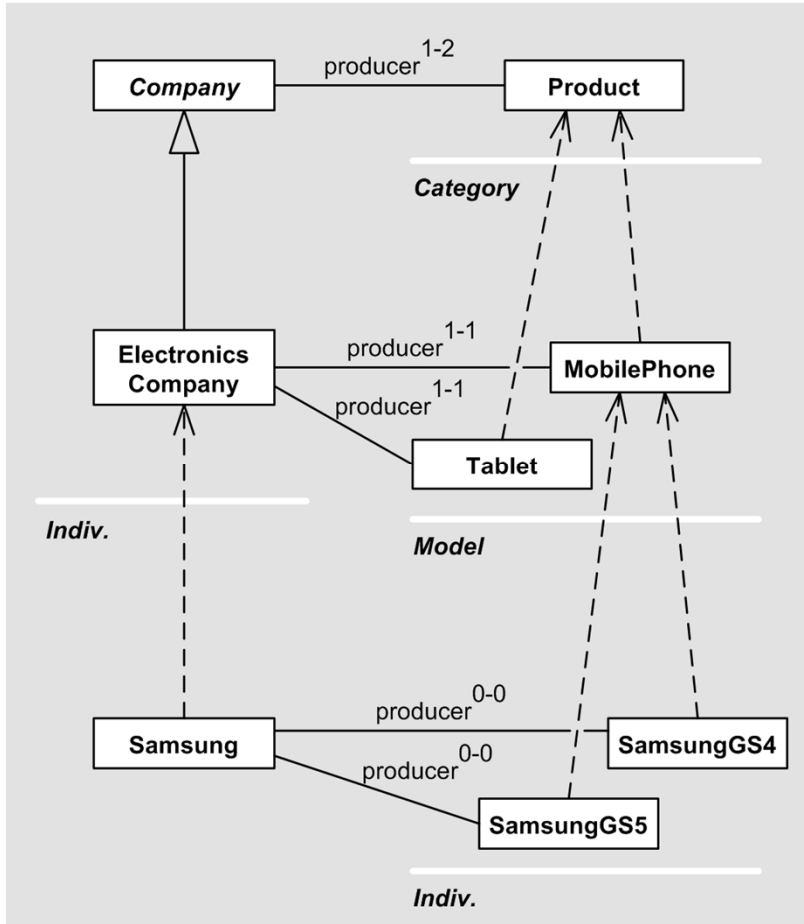 producer 1-2
Company
Product
Category
producer 1-1
Electronics
Company
MobilePhone
producer 1-1
Tablet
Indiv.
Model
producer 0-0
Samsung
SamsungGS4
producer 0-0
SamsungGS5
Indiv.